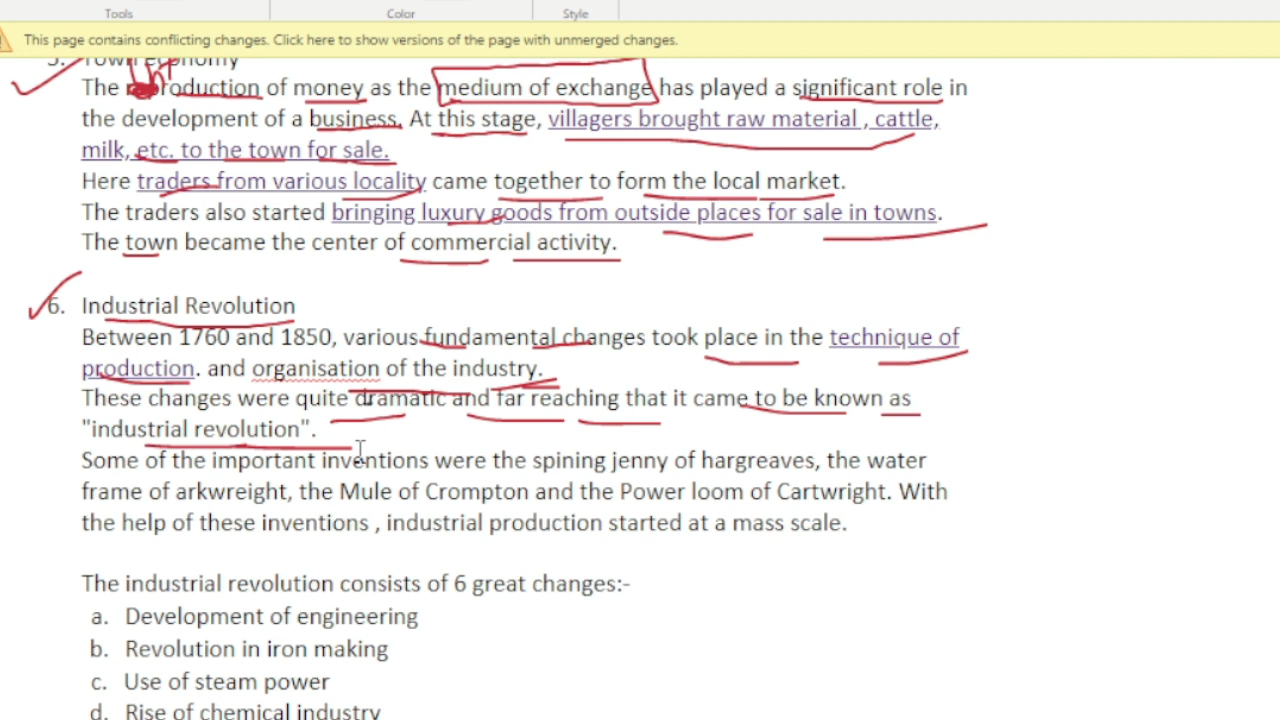 Tools Color Style
This page contains conflicting changes. Click here to show versions of the page with unmerged changes.
5. Town Economy
The oduction of money as the medium of exchange has played a significant role in
the development of a business. At this stage, villagers brought raw material , cattle,
milk, etc. to the town for sale.
Here traders from various locality came together to form the local market.
The traders also started bringing luxury goods from outside places for sale in towns.
The town became the center of commercial activity.
6. Industrial Revolution
Between 1760 and 1850, various fundamental changes took place in the technique of
production. and organisation of the industry.
These changes were quite dramatic and far reaching that it came to be known as
"industrial revolution".
Some of the important inventions were the spining jenny of hargreaves, the water
frame of arkwreight, the Mule of Crompton and the Power loom of Cartwright. With
the help of these inventions , industrial production started at a mass scale.
The industrial revolution consists of 6 great changes:-
a. Development of engineering
b. Revolution in iron making
c. Use of steam power
d. Rise of chemical industry